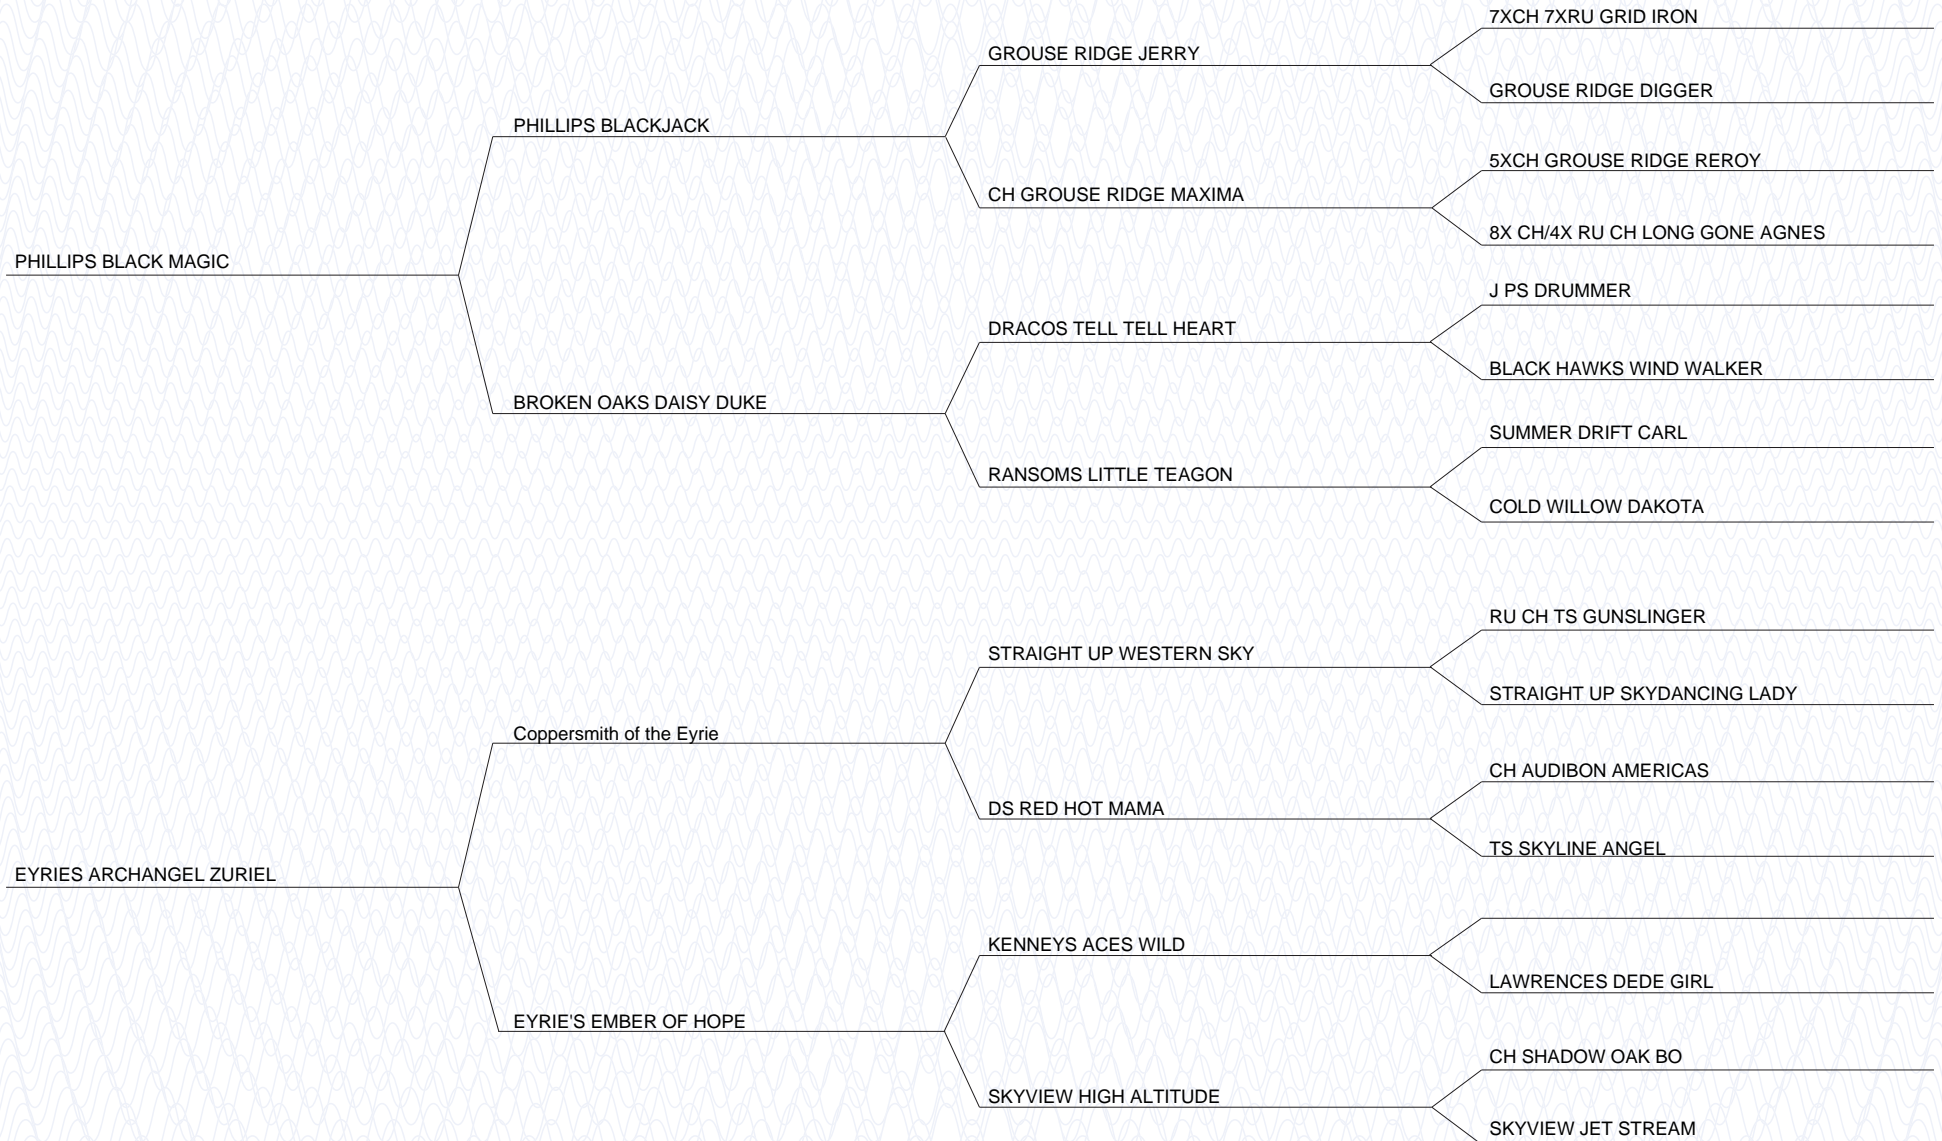 7XCH 7XRU GRID IRON
GROUSE RIDGE JERRY
GROUSE RIDGE DIGGER
PHILLIPS BLACKJACK
5XCH GROUSE RIDGE REROY
CH GROUSE RIDGE MAXIMA
8X CH/4X RU CH LONG GONE AGNES
PHILLIPS BLACK MAGIC
J PS DRUMMER
DRACOS TELL TELL HEART
BLACK HAWKS WIND WALKER
BROKEN OAKS DAISY DUKE
SUMMER DRIFT CARL
RANSOMS LITTLE TEAGON
COLD WILLOW DAKOTA
RU CH TS GUNSLINGER
STRAIGHT UP WESTERN SKY
STRAIGHT UP SKYDANCING LADY
Coppersmith of the Eyrie
CH AUDIBON AMERICAS
DS RED HOT MAMA
TS SKYLINE ANGEL
EYRIES ARCHANGEL ZURIEL
KENNEYS ACES WILD
LAWRENCES DEDE GIRL
EYRIE'S EMBER OF HOPE
CH SHADOW OAK BO
SKYVIEW HIGH ALTITUDE
SKYVIEW JET STREAM